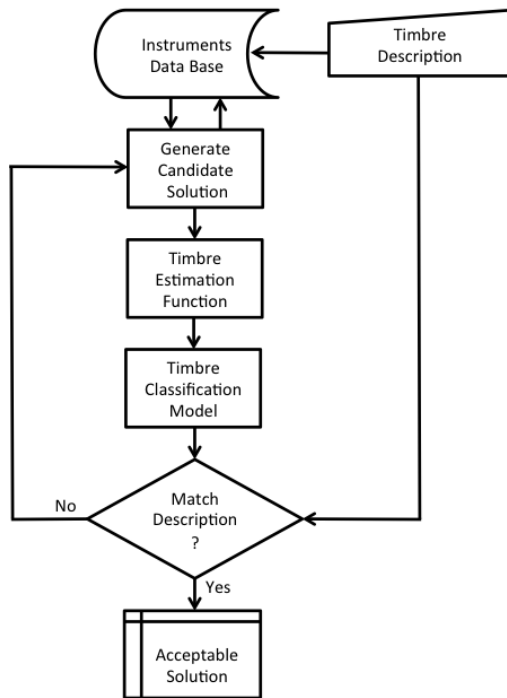 Instruments
Data Base
Timbre
Description
Generate
Candidate
Solution
Timbre
Estimation
Function
Timbre
Classification
Model
No
Match
Description
?
Yes
Acceptable
Solution